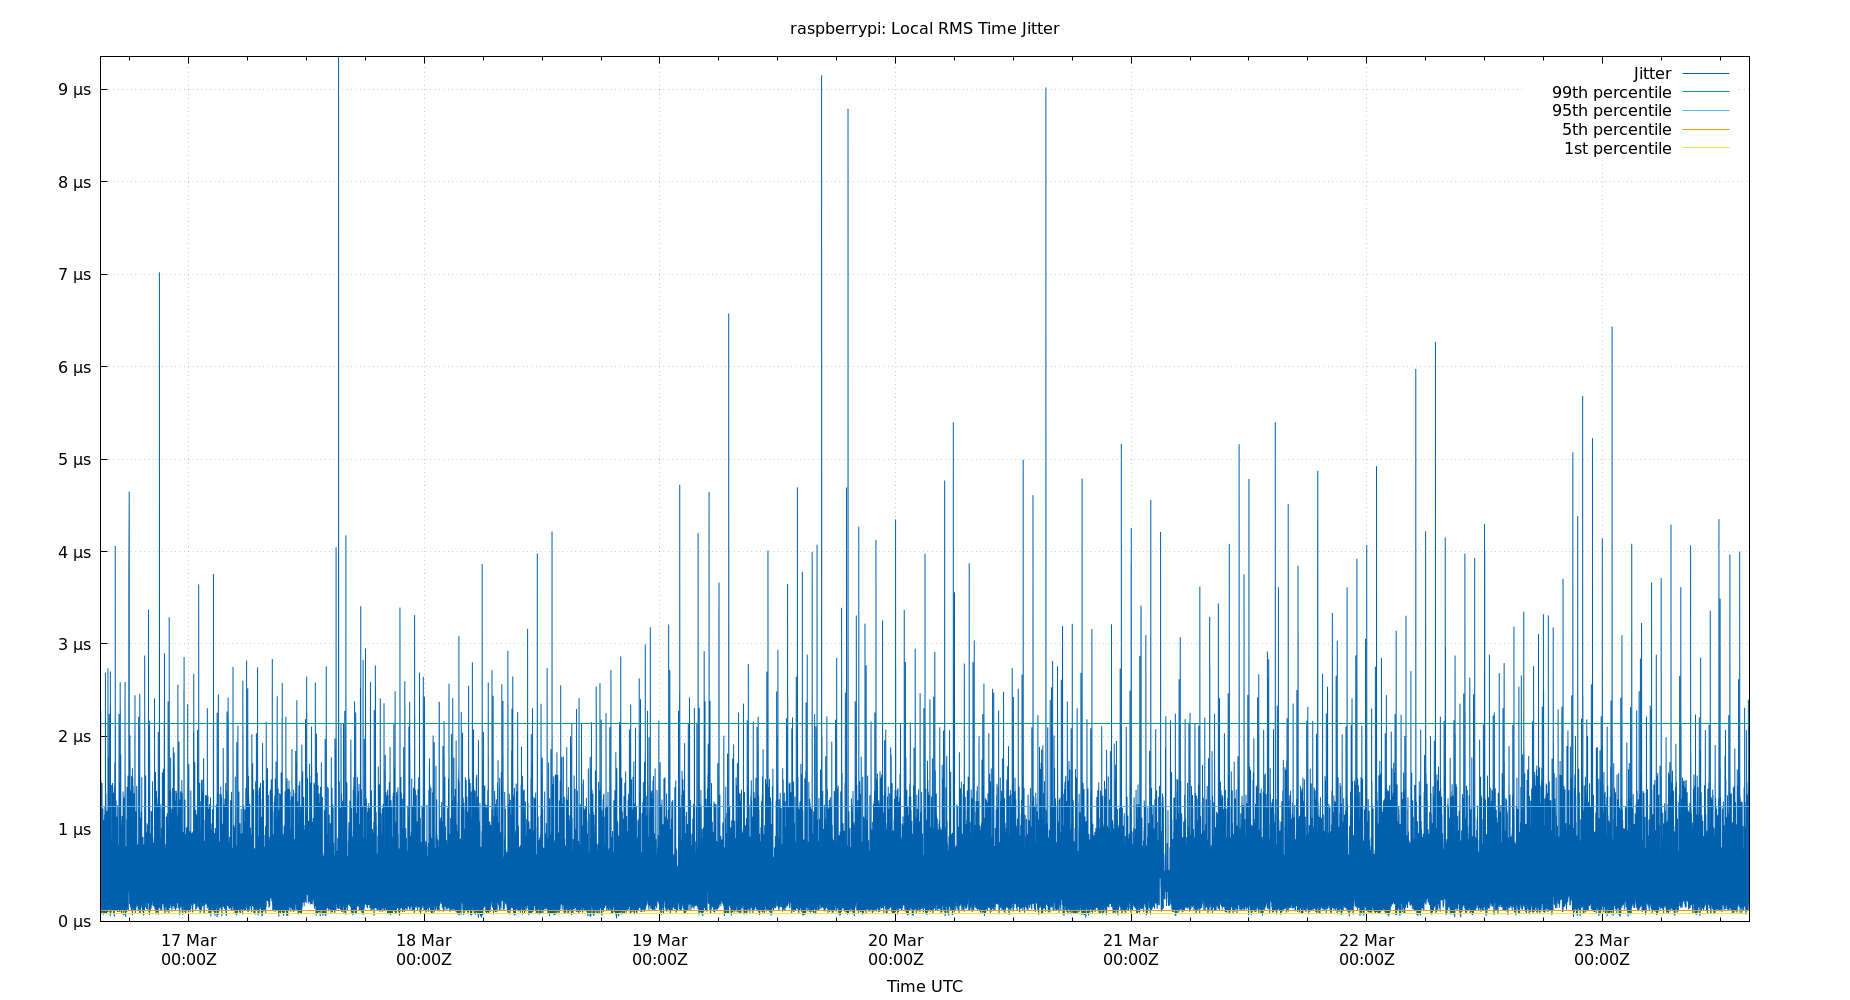 raspberrypi: Local RMS Time Jitter
Jitter
99th percentile
95th percentile
5th percentile
1st percentile
9 µs
8 µs
7 µs
6 µs
5 µs
4 µs
3 µs
2 µs
1 µs
0 µs
17 Mar 18 Mar 19 Mar 20 Mar 21 Mar 22 Mar 23 Mar
00:00Z 00:00Z 00:00Z 00:00Z 00:00Z 00:00Z 00:00Z
Time UTC